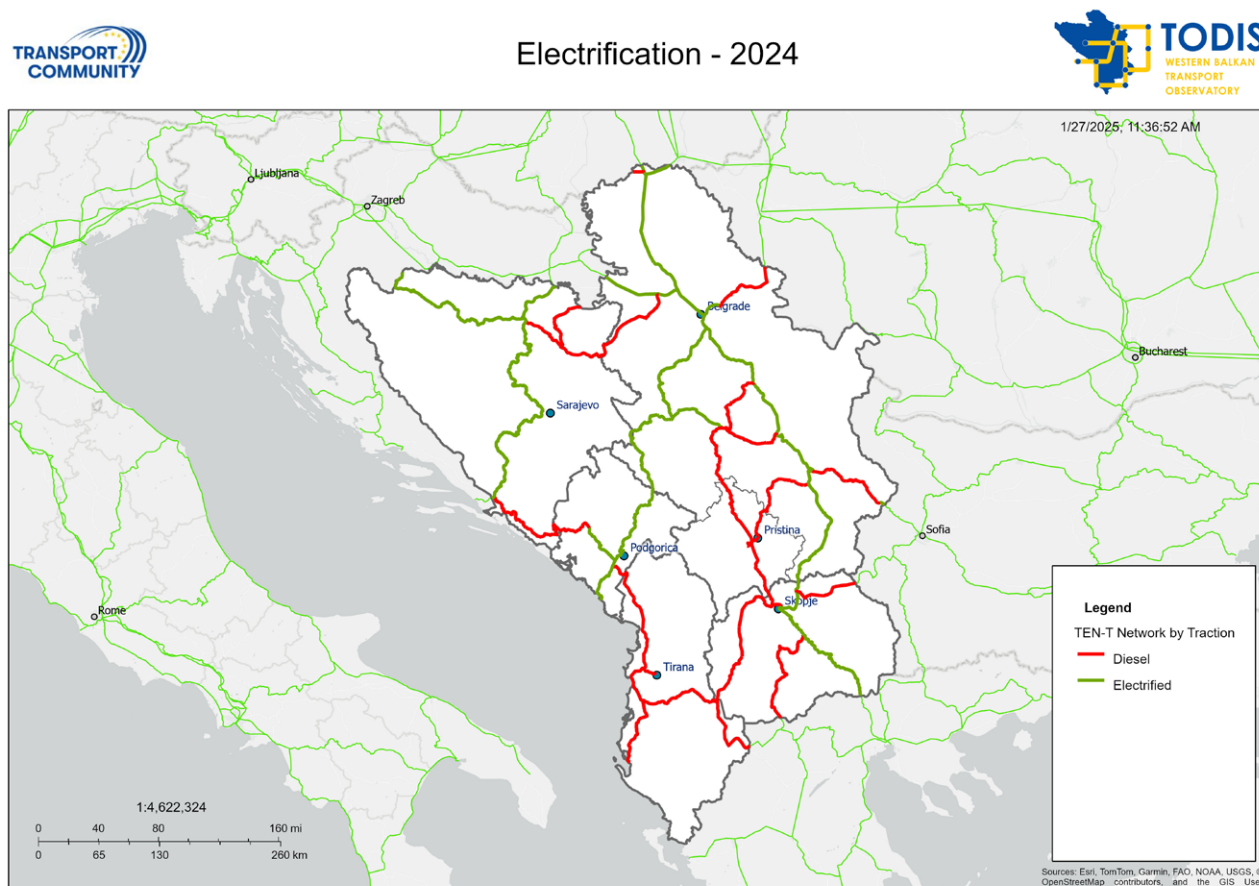 TRANSPORT
COMMUNITY
Electrification - 2024
TODIS
WESTERN BALKAN
TRANSPORT
OBSERVATORY
1/27/2025, 11:36:52 AM
Ljubljana
Zagreb
Belgrade
Bucharest
Sarajevo
Pristina
Sofia
Podgorica
Skopje
Rome
Tirana
Legend
TEN-T Network by Traction
Diesel
Electrified
1:4,622,324
0 40 80 160 mi
0 65 130 260 km
Sources: Esri, TomTom, Garmin, FAO, NOAA, USGS,
OpenStreetMap contributors, and the GIS Use